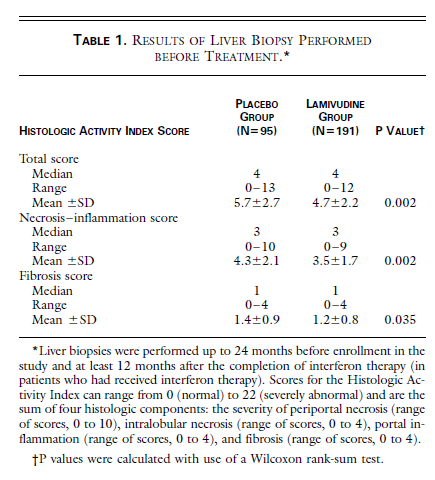 TABLE 1. RESULTS OF LIVER BIOPSY PERFORMED
BEFORE TREATMENT.*
HISTOLOGIC ACTIVITY INDEX SCORE PLACEBO GROUP (N=95) LAMIVUDINE GROUP (N=191) P VALUE†
Total score
Median 4 4
Range 0–13 0–12
Mean ±SD 5.7±2.7 4.7±2.2 0.002
Necrosis–inflammation score
Median 3 3
Range 0–10 0–9
Mean ±SD 4.3±2.1 3.5±1.7 0.002
Fibrosis score
Median 1 1
Range 0–4 0–4
Mean ±SD 1.4±0.9 1.2±0.8 0.035
*Liver biopsies were performed up to 24 months before enrollment in the
study and at least 12 months after the completion of interferon therapy (in
patients who had received interferon therapy). Scores for the Histologic Ac-
tivity Index can range from 0 (normal) to 22 (severely abnormal) and are the
sum of four histologic components: the severity of periportal necrosis (range
of scores, 0 to 10), intralobular necrosis (range of scores, 0 to 4), portal in-
flammation (range of scores, 0 to 4), and fibrosis (range of scores, 0 to 4).
†P values were calculated with use of a Wilcoxon rank-sum test.